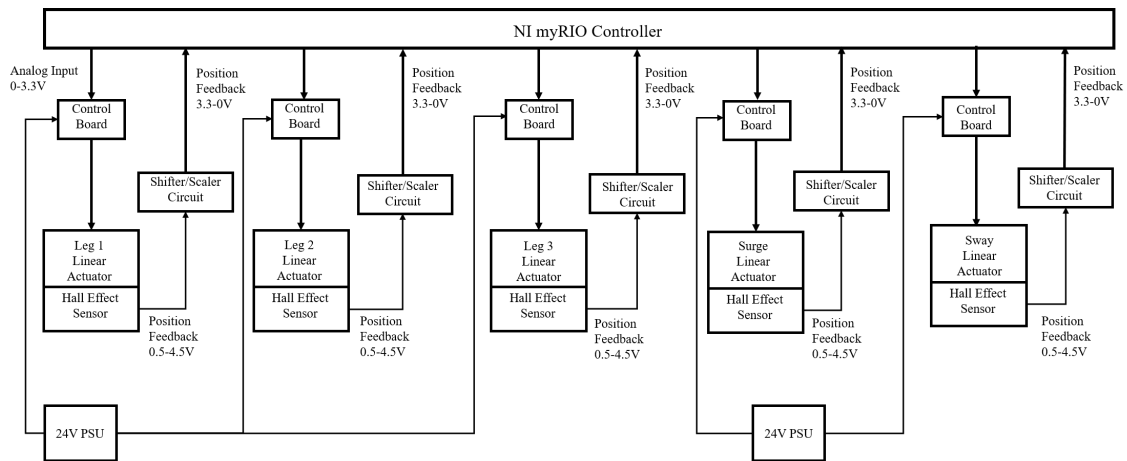 NI myRIO Controller
Analog Input
0-3.3V
Position
Feedback
3.3-0V
Position
Feedback
3.3-0V
Position
Feedback
3.3-0V
Position
Feedback
3.3-0V
Position
Feedback
3.3-0V
Control
Board
Control
Board
Control
Board
Control
Board
Control
Board
Shifter/Scaler
Circuit
Shifter/Scaler
Circuit
Shifter/Scaler
Circuit
Shifter/Scaler
Circuit
Shifter/Scaler
Circuit
Leg 1
Linear
Actuator
Hall Effect
Sensor
Leg 2
Linear
Actuator
Hall Effect
Sensor
Leg 3
Linear
Actuator
Hall Effect
Sensor
Surge
Linear
Actuator
Hall Effect
Sensor
Sway
Linear
Actuator
Hall Effect
Sensor
Position
Feedback
0.5-4.5V
Position
Feedback
0.5-4.5V
Position
Feedback
0.5-4.5V
Position
Feedback
0.5-4.5V
Position
Feedback
0.5-4.5V
24V PSU
24V PSU